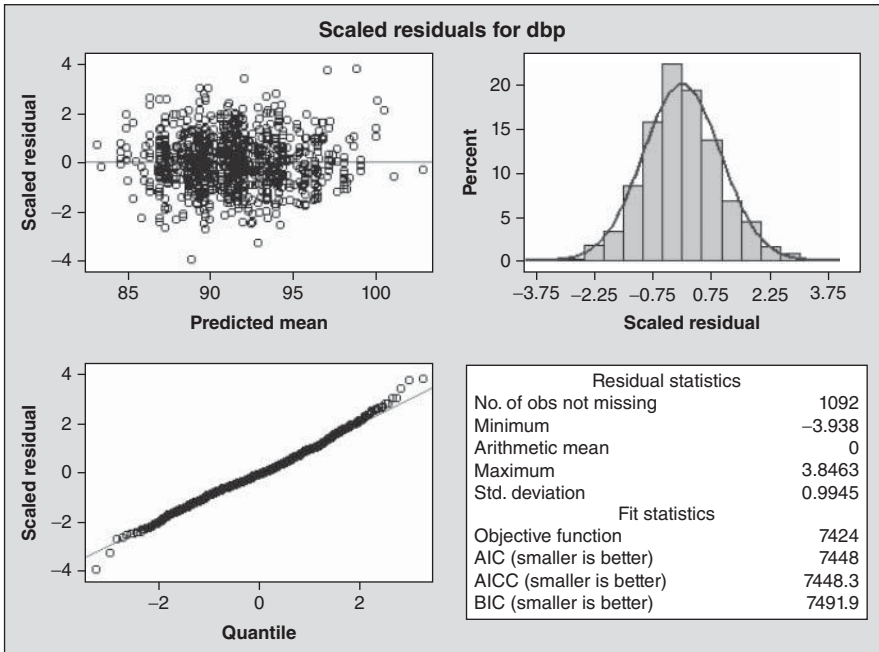 Scaled residuals for dbp
Scaled residual
4
2
0
−2
−4
85 90 95 100
Predicted mean
Percent
20
15
10
5
0
−3.75 −2.25 −0.75 0.75 2.25 3.75
Scaled residual
Scaled residual
4
2
0
−2
−4
−2 0 2
Quantile
Residual statistics
No. of obs not missing 1092
Minimum −3.938
Arithmetic mean 0
Maximum 3.8463
Std. deviation 0.9945
Fit statistics
Objective function 7424
AIC (smaller is better) 7448
AICC (smaller is better) 7448.3
BIC (smaller is better) 7491.9